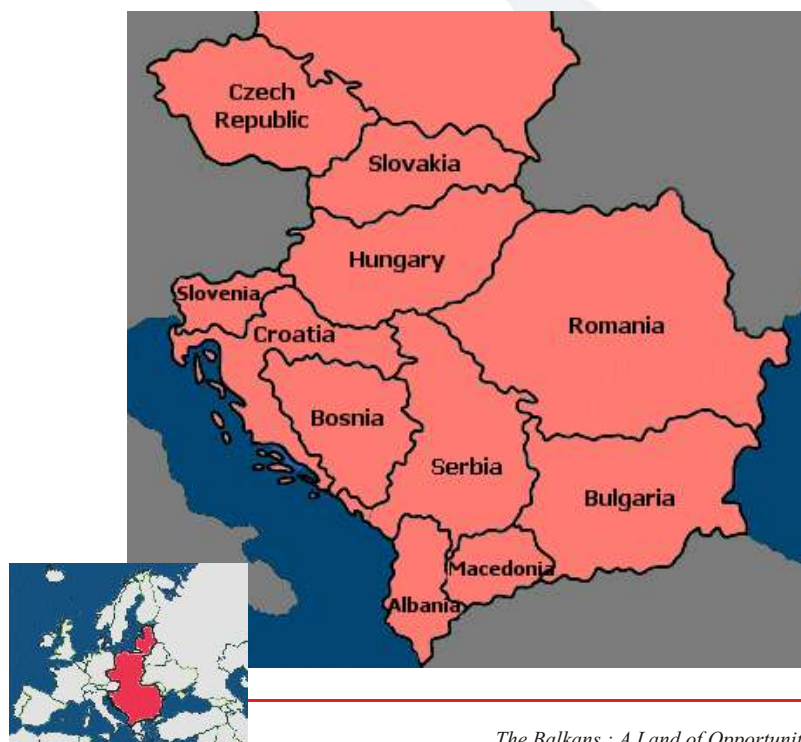 Czech
Republic
Slovakia
Hungary
Slovenia
Croatia
Romania
Bosnia
Serbia
Bulgaria
Macedonia
Albania
The Balkans : A Land of Opportunit